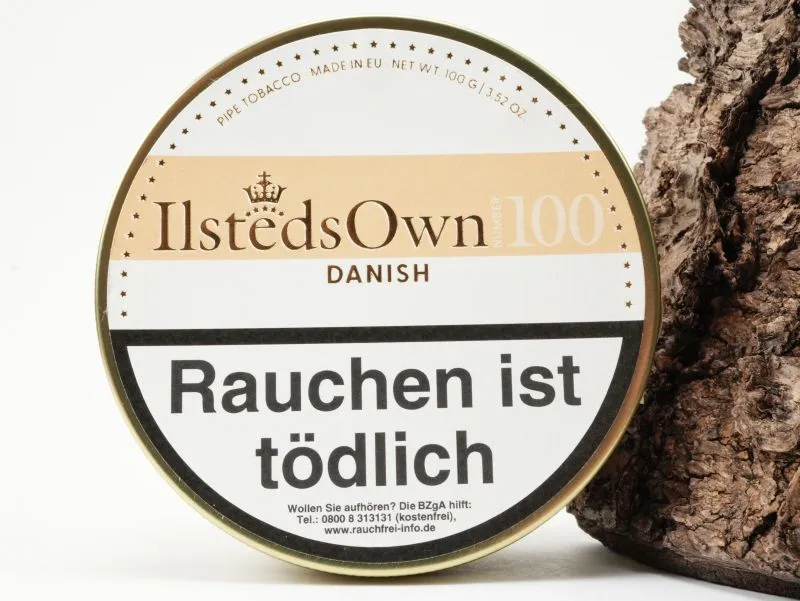 PIPE TOBACCO · MADE IN EU · NET WT. 100 G | 3.52 OZ.
IlstedsOwn NUMBER 100
DANISH
Rauchen ist
tödlich
Wollen Sie aufhören? Die BZgA hilft:
Tel.: 0800 8 313131 (kostenfrei),
www.rauchfrei-info.de